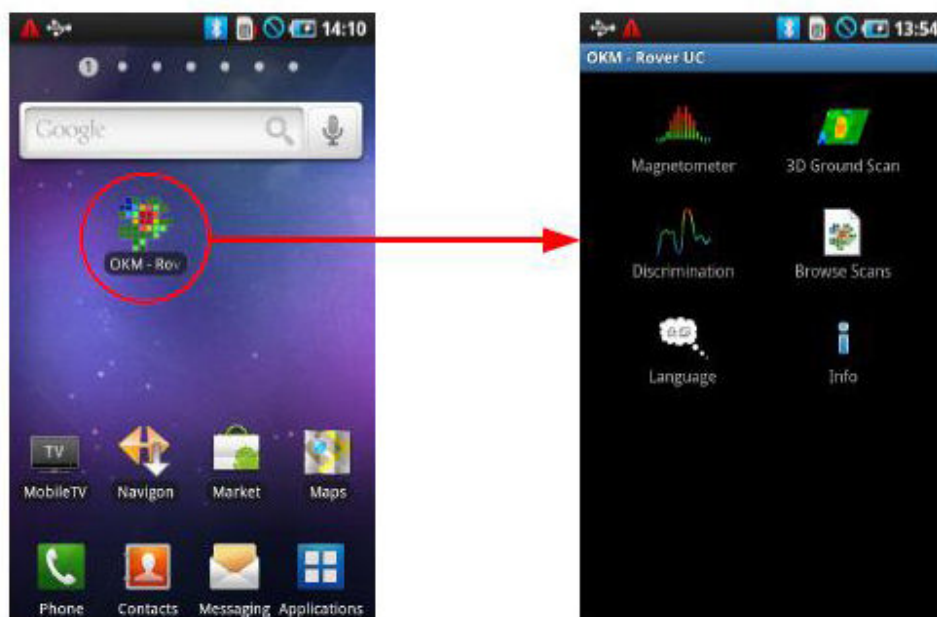 14:10
1
Google
OKM - Rov
TV
MobileTV
Navigon
Market
Maps
Phone
Contacts
Messaging
Applications
13:54
OKM - Rover UC
Magnetometer
3D Ground Scan
Discrimination
Browse Scans
Language
Info